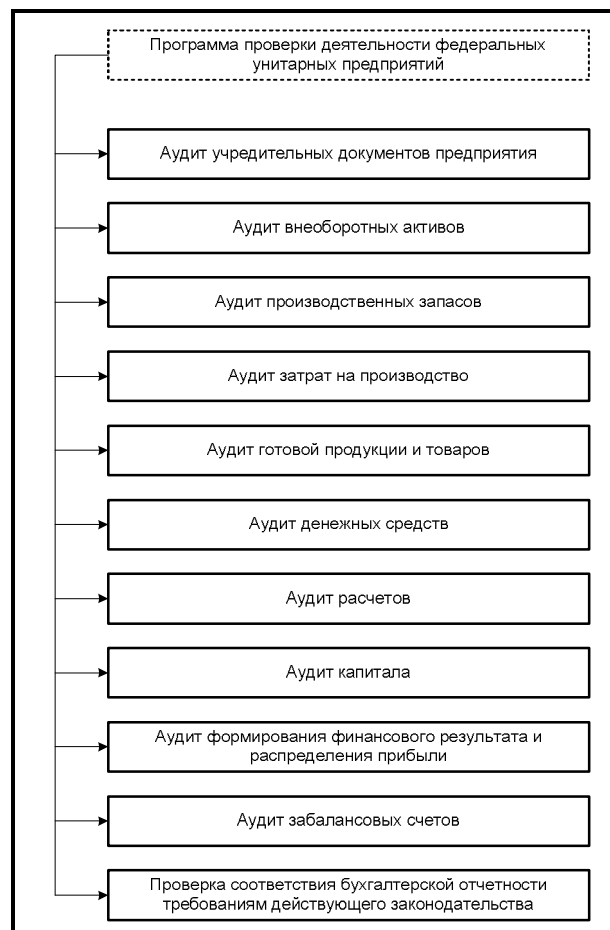 Программа проверки деятельности федеральных
унитарных предприятий
Аудит учредительных документов предприятия
Аудит внеоборотных активов
Аудит производственных запасов
Аудит затрат на производство
Аудит готовой продукции и товаров
Аудит денежных средств
Аудит расчетов
Аудит капитала
Аудит формирования финансового результата и
распределения прибыли
Аудит забалансовых счетов
Проверка соответствия бухгалтерской отчетности
требованиям действующего законодательства